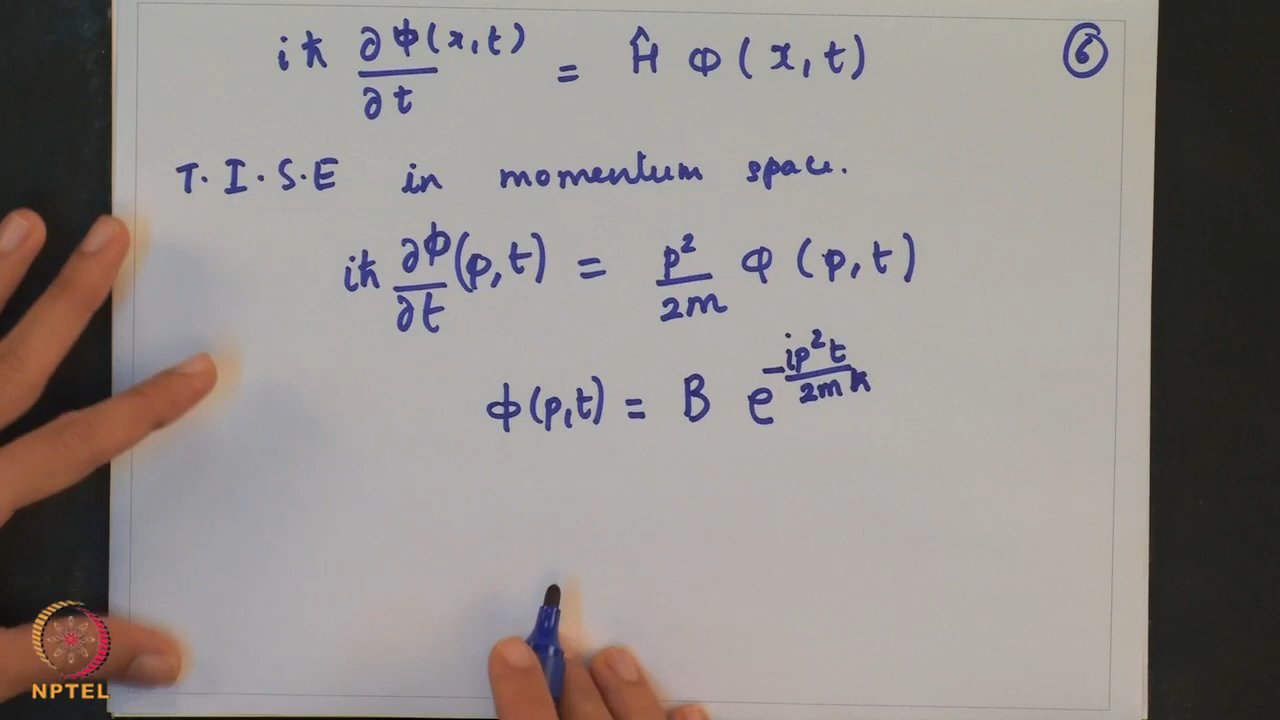 iħ ∂ϕ(x,t)/∂t = Ĥ Φ(x,t)
6
T.I.S.E in momentum space.
iħ ∂ϕ/∂t (p,t) = p²/2m Φ(p,t)
ϕ(p,t) = B e^{-ip²t/2mħ}
NPTEL